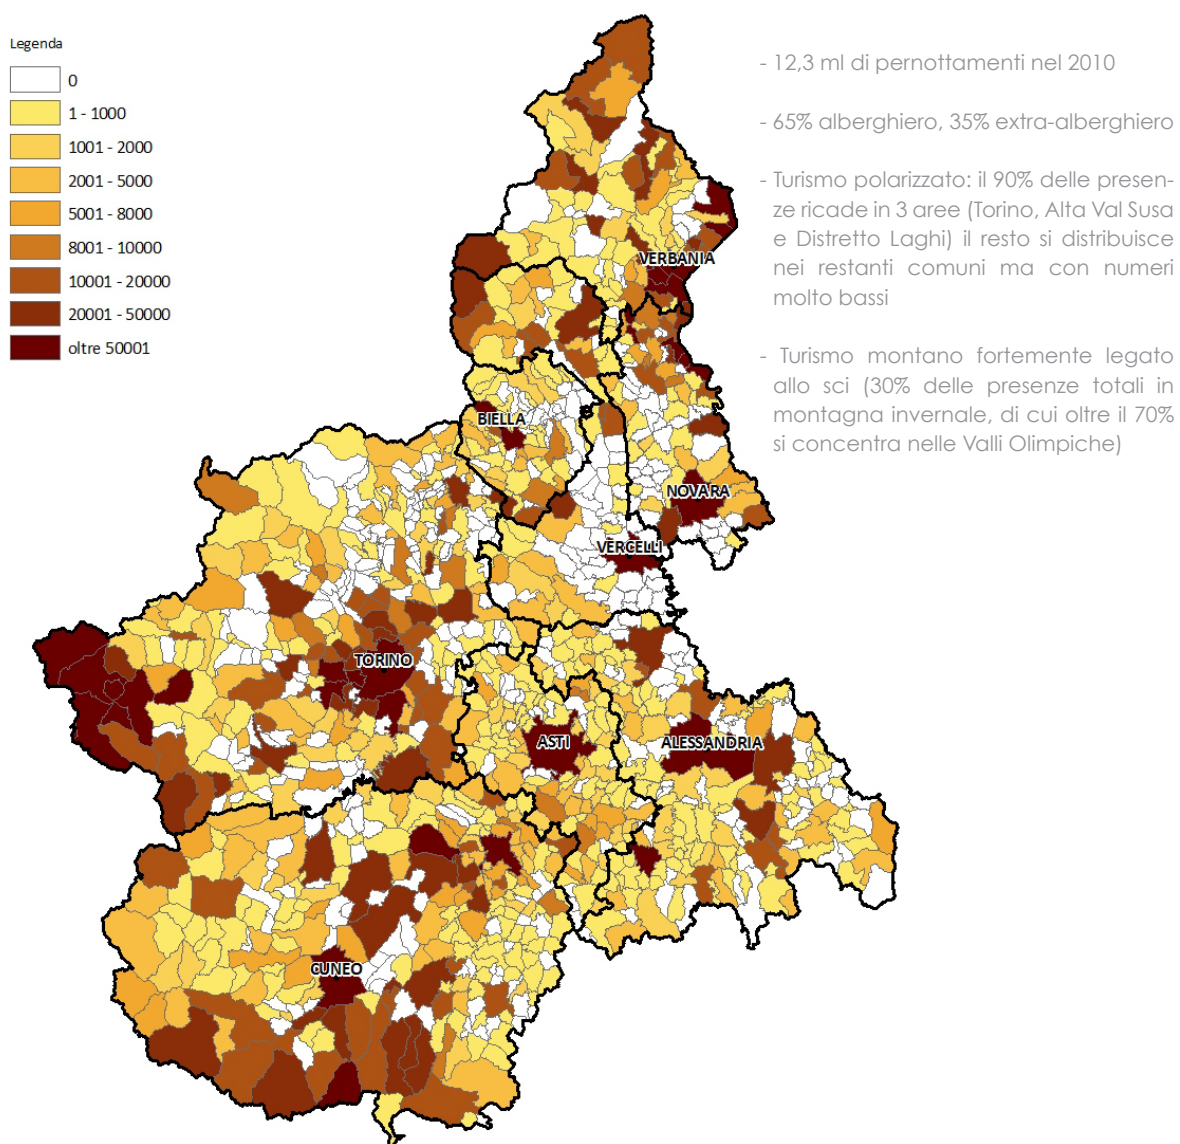 Legenda
0
1 - 1000
1001 - 2000
2001 - 5000
5001 - 8000
8001 - 10000
10001 - 20000
20001 - 50000
oltre 50001
- 12,3 ml di pernottamenti nel 2010
- 65% alberghiero, 35% extra-alberghiero
- Turismo polarizzato: il 90% delle presen-
ze ricade in 3 aree (Torino, Alta Val Susa
e Distretto Laghi) il resto si distribuisce
nei restanti comuni ma con numeri
molto bassi
- Turismo montano fortemente legato
allo sci (30% delle presenze totali in
montagna invernale, di cui oltre il 70%
si concentra nelle Valli Olimpiche)
VERBANIA
BIELLA
NOVARA
VERCELLI
TORINO
ASTI
ALESSANDRIA
CUNEO